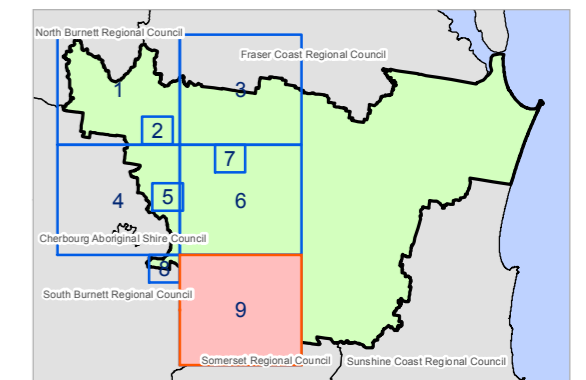 North Burnett Regional Council
Fraser Coast Regional Council
1
3
2
7
5
4
6
Cherbourg Aboriginal Shire Council
8
South Burnett Regional Council
9
Somerset Regional Council
Sunshine Coast Regional Council